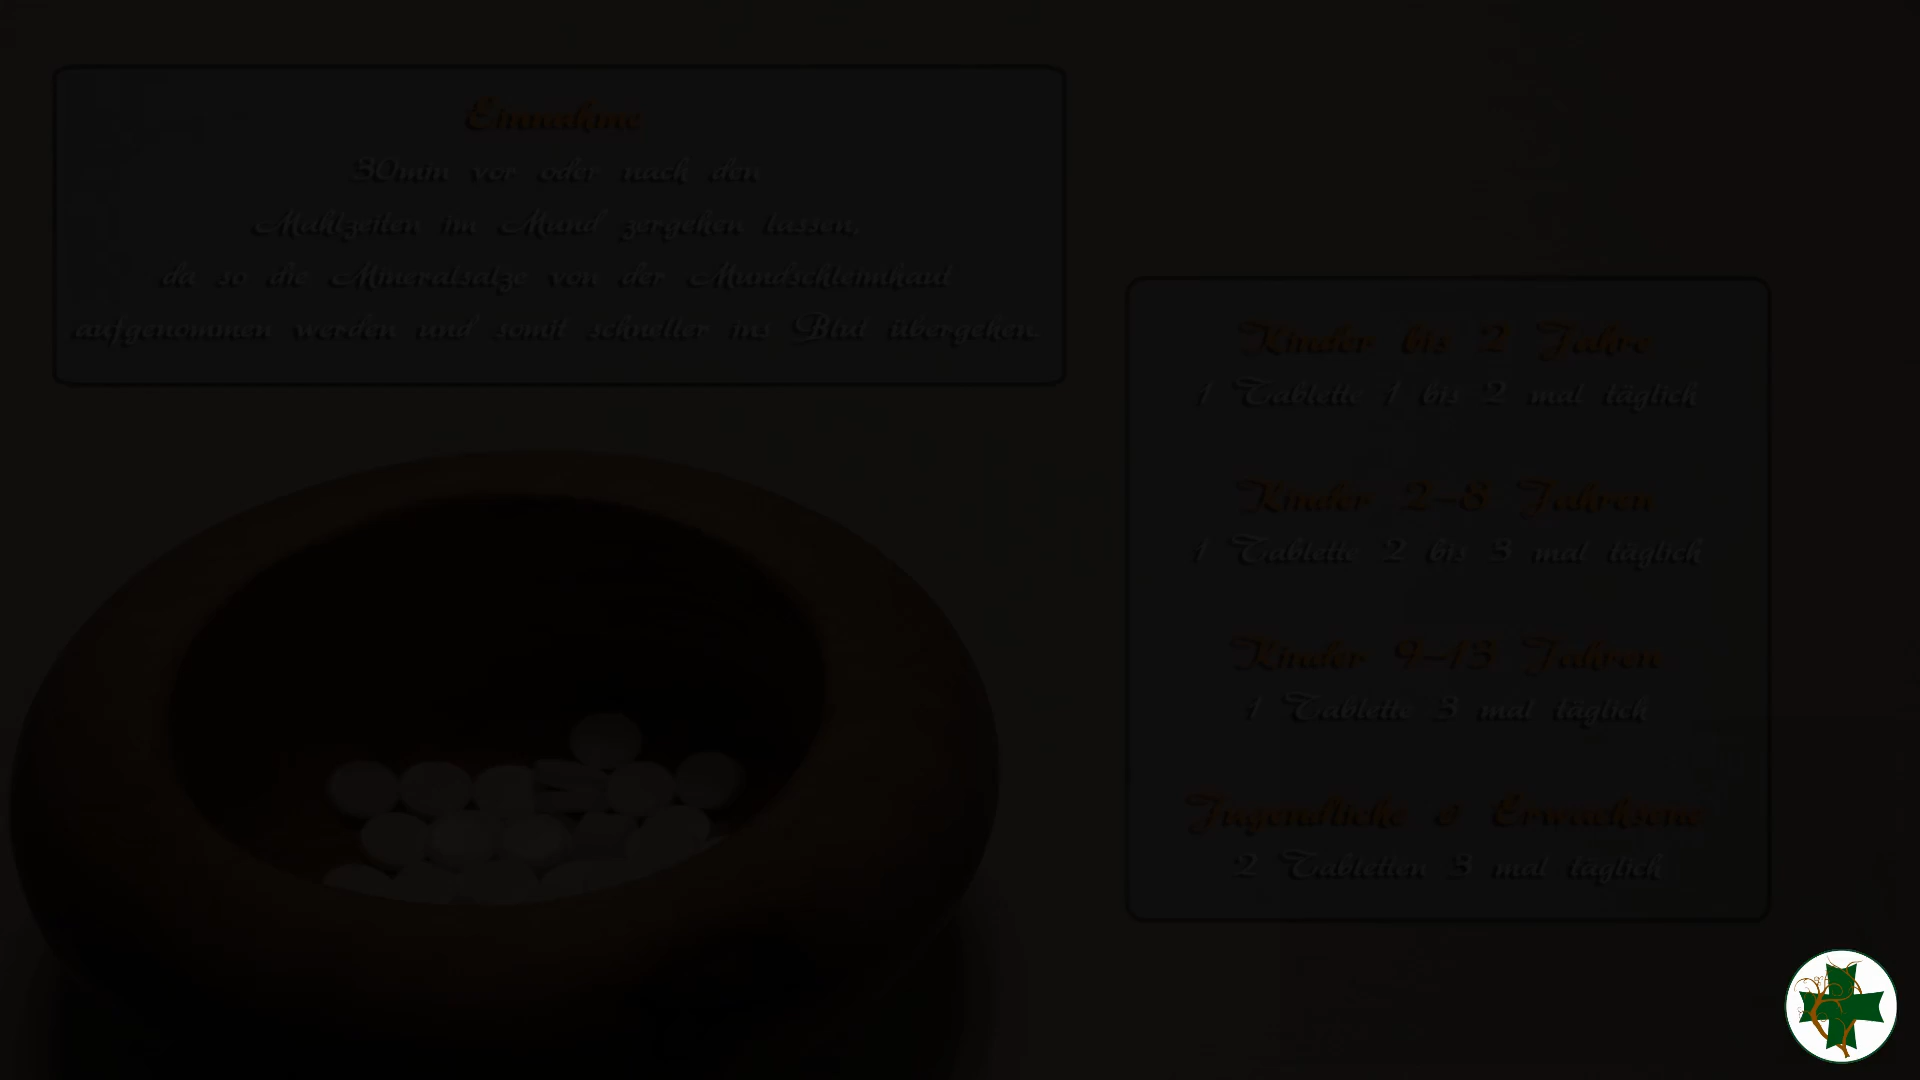 Einnahme
30min vor oder nach den
Mahlzeiten im Mund zergehen lassen,
da so die Mineralsalze von der Mundschleimhaut
aufgenommen werden und somit schneller ins Blut übergehen.
Kinder bis 2 Jahre
1 Tablette 1 bis 2 mal täglich
Kinder 2-8 Jahren
1 Tablette 2 bis 3 mal täglich
Kinder 9-13 Jahren
1 Tablette 3 mal täglich
Jugendliche & Erwachsene
2 Tabletten 3 mal täglich